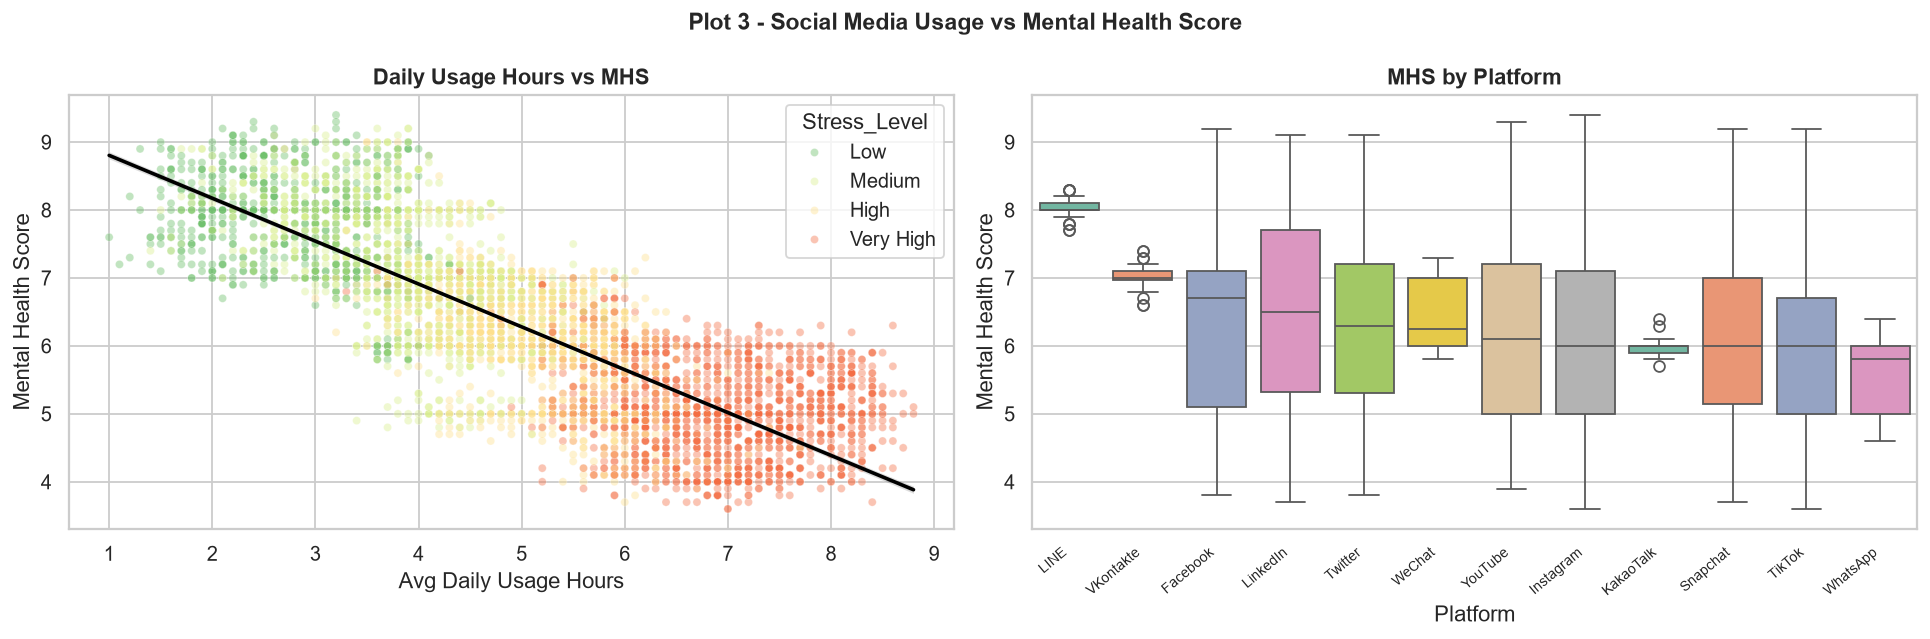 Plot 3 - Social Media Usage vs Mental Health Score
Daily Usage Hours vs MHS
Mental Health Score
9
8
7
6
5
4
Stress_Level
Low
Medium
High
Very High
1 2 3 4 5 6 7 8 9
Avg Daily Usage Hours
MHS by Platform
Mental Health Score
9
8
7
6
5
4
LINE
VKontakte
Facebook
LinkedIn
Twitter
WeChat
YouTube
Instagram
KakaoTalk
Snapchat
TikTok
WhatsApp
Platform